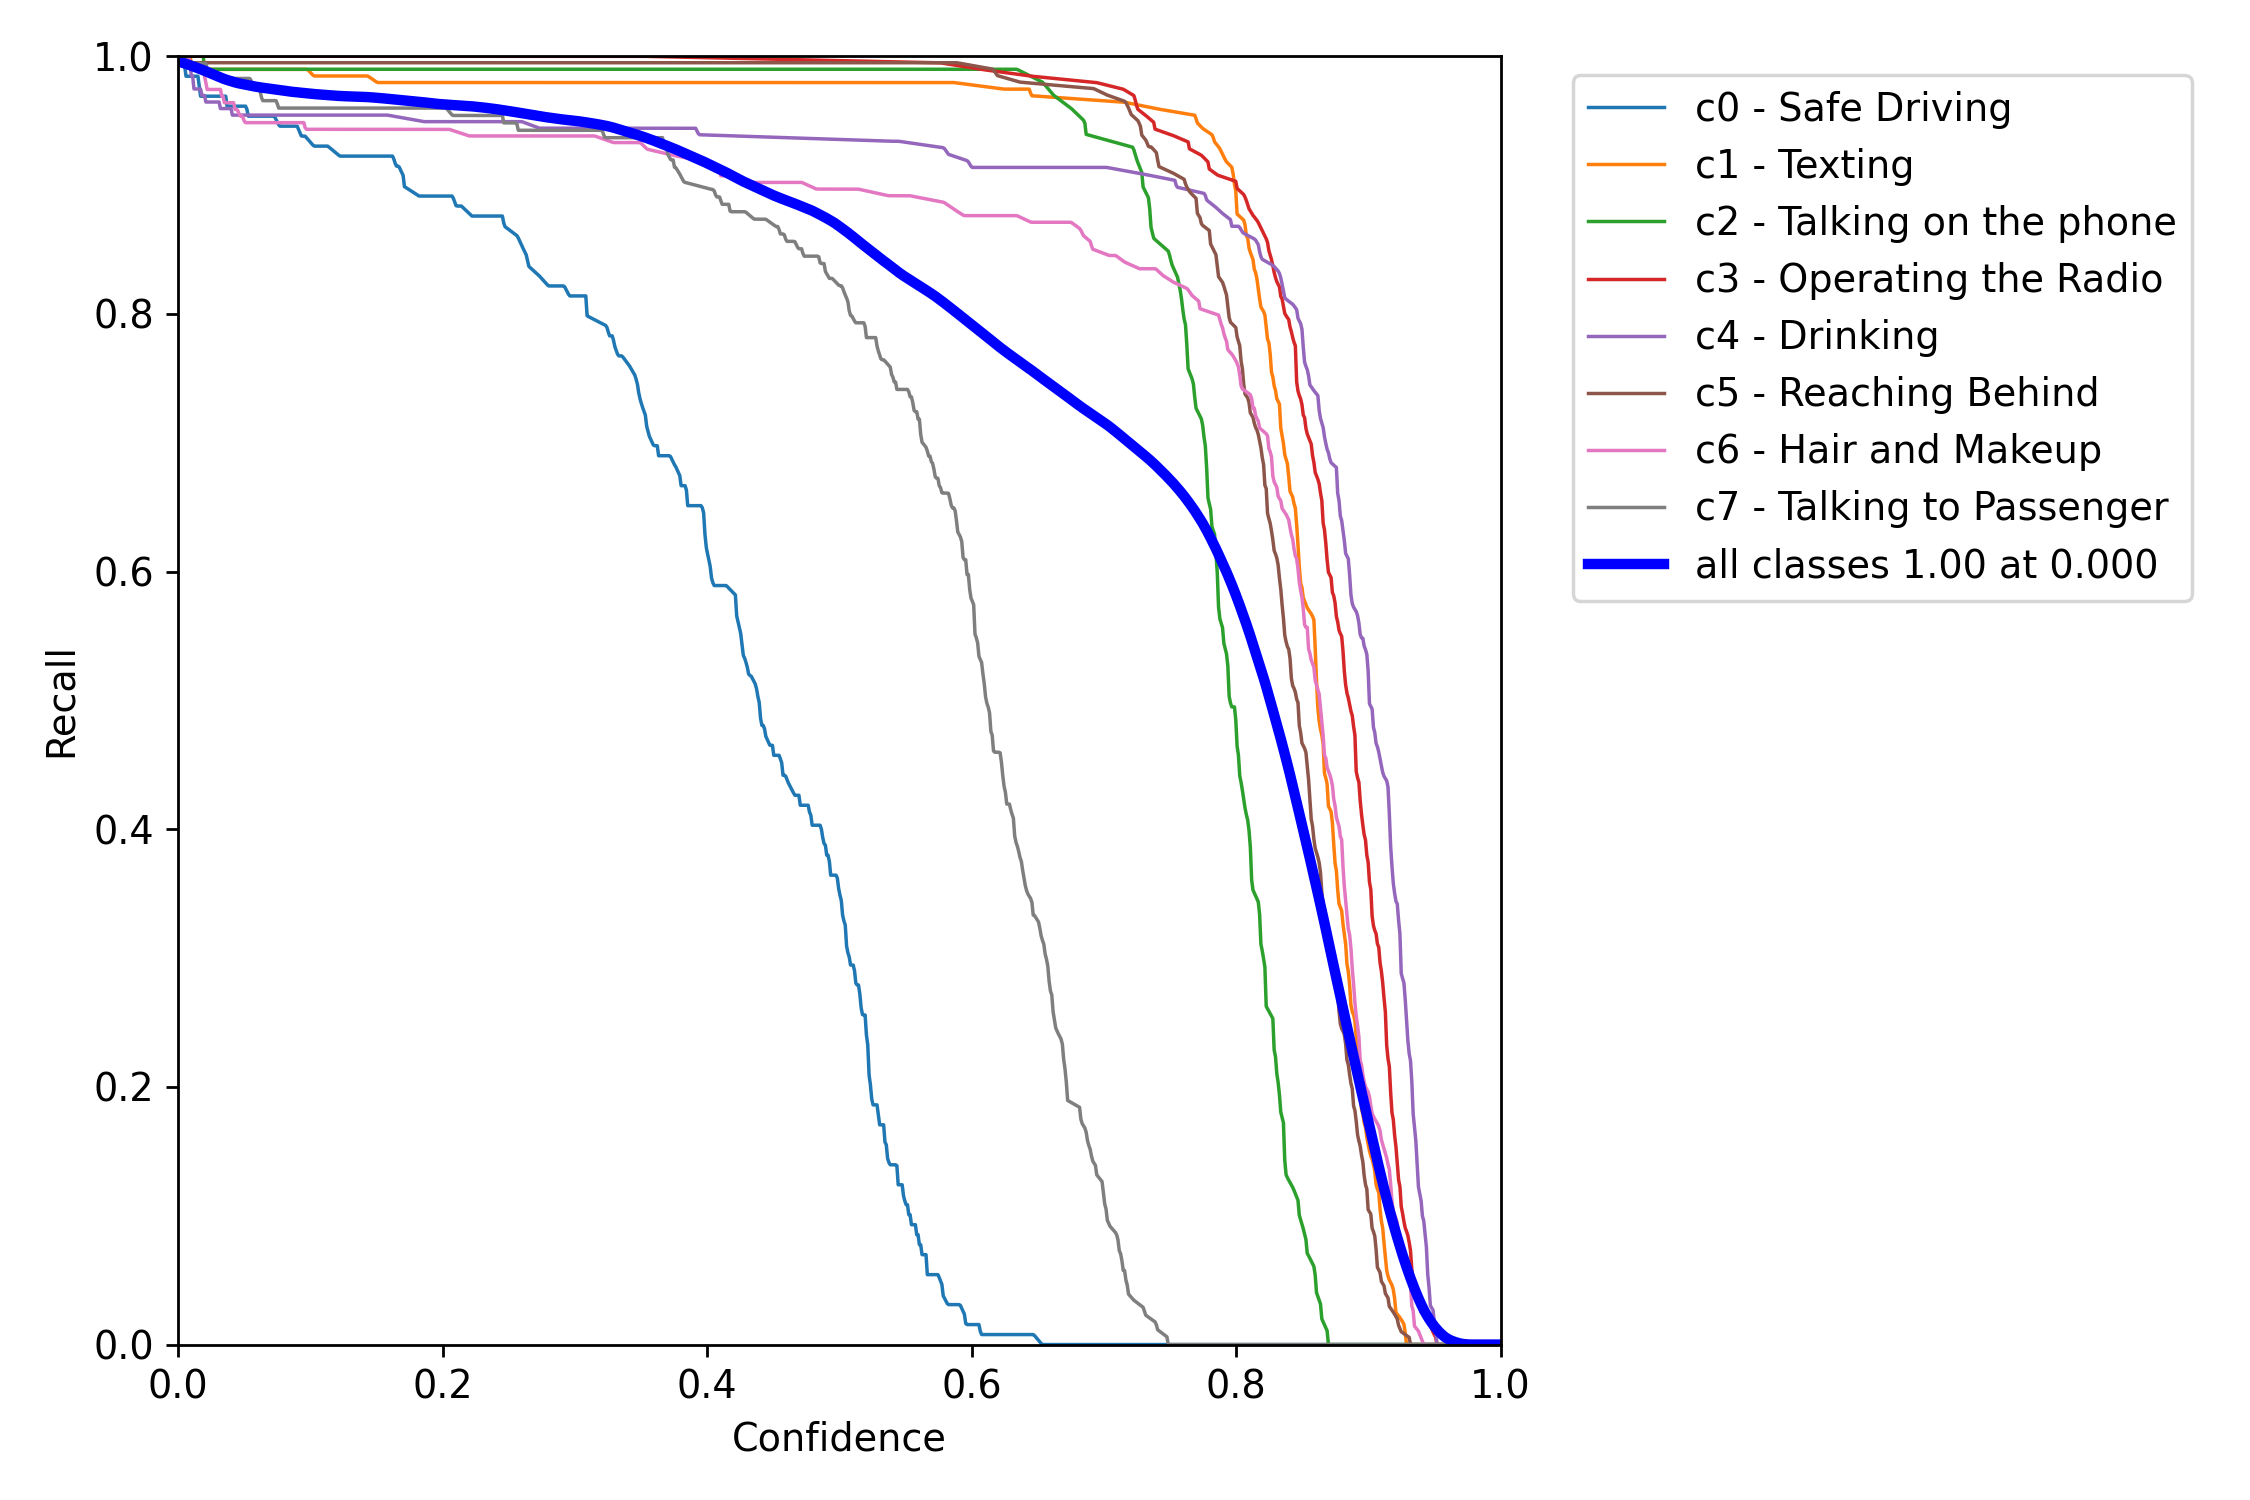 1.0
0.8
0.6
0.4
0.2
0.0
Recall
0.0 0.2 0.4 0.6 0.8 1.0
Confidence
c0 - Safe Driving
c1 - Texting
c2 - Talking on the phone
c3 - Operating the Radio
c4 - Drinking
c5 - Reaching Behind
c6 - Hair and Makeup
c7 - Talking to Passenger
all classes 1.00 at 0.000